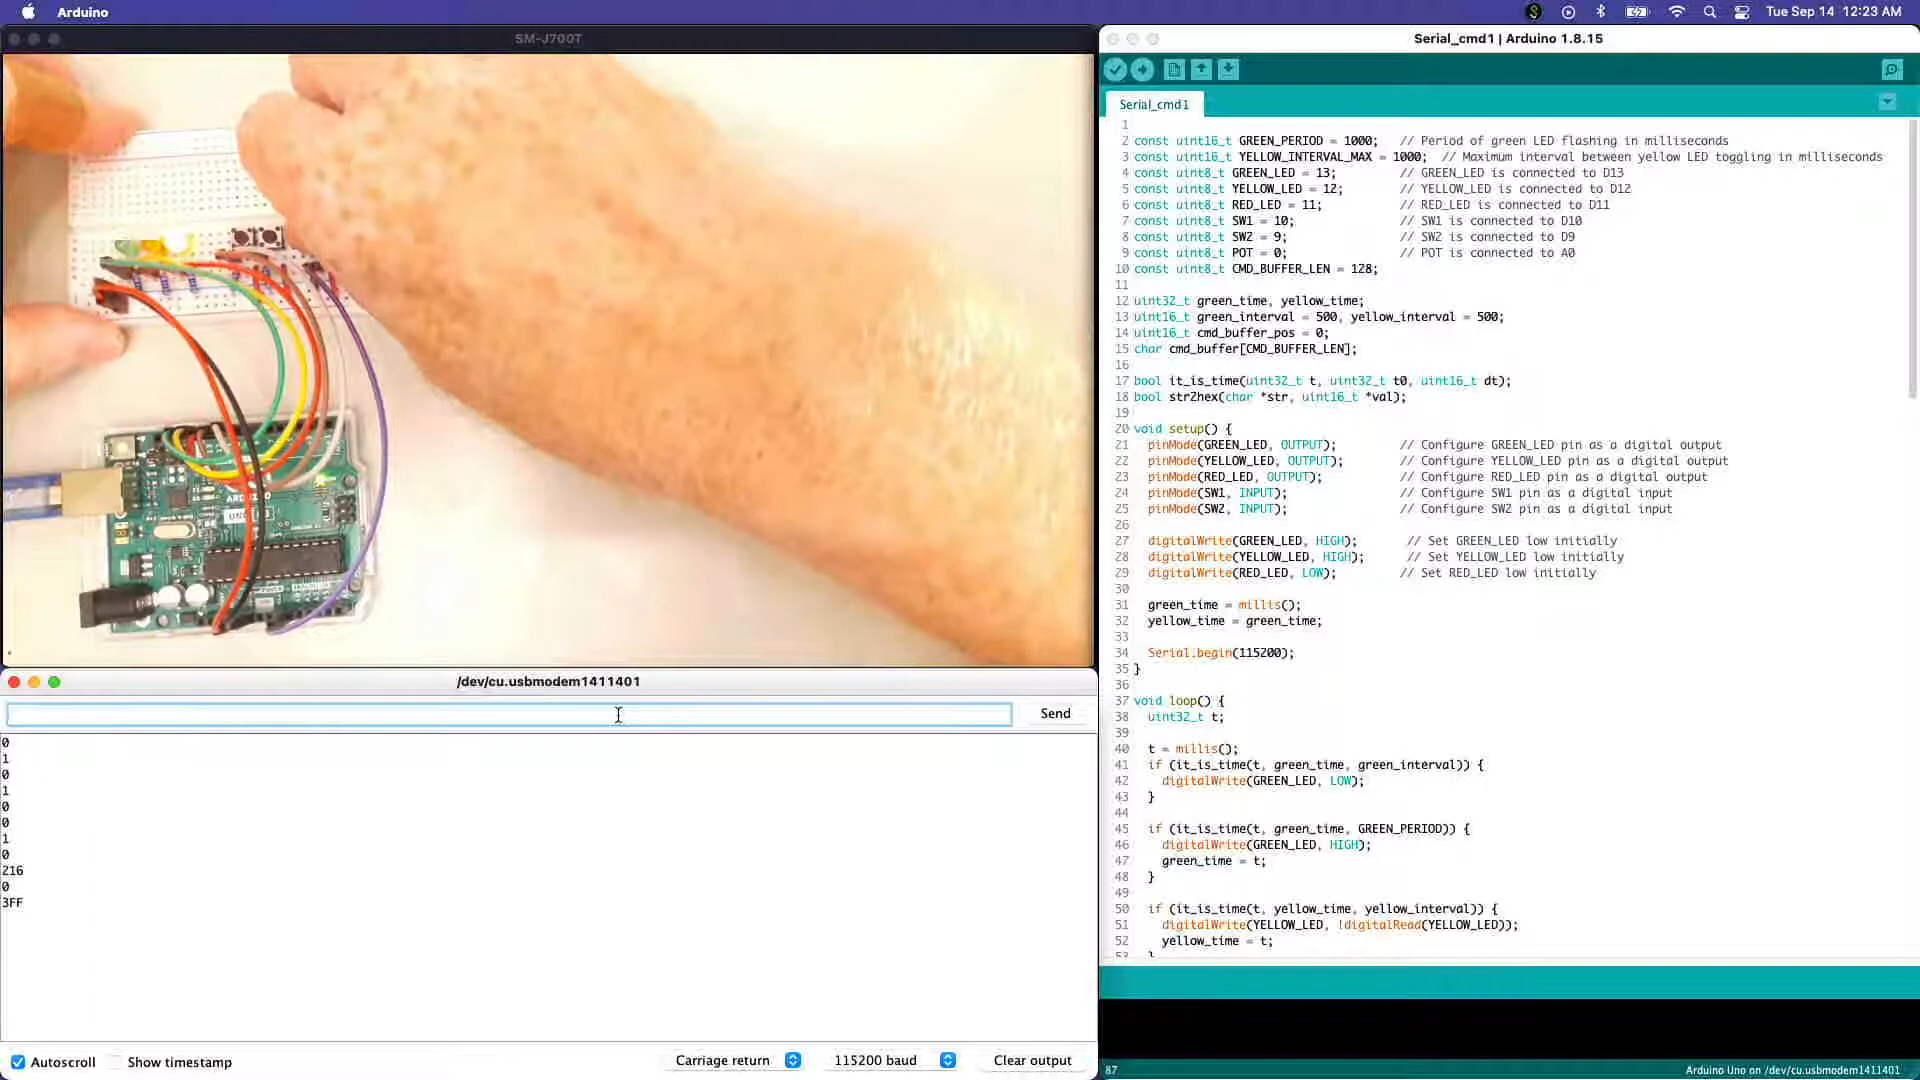 Arduino
Tue Sep 14 12:23 AM
SM-J700T
ARDUINO
/dev/cu.usbmodem1411401
Send
0
1
0
1
0
0
1
0
216
0
3FF
Autoscroll
Show timestamp
Carriage return
115200 baud
Clear output
Serial_cmd1 | Arduino 1.8.15
Serial_cmd1
1
2 const uint16_t GREEN_PERIOD = 1000; // Period of green LED flashing in milliseconds
3 const uint16_t YELLOW_INTERVAL_MAX = 1000; // Maximum interval between yellow LED toggling in milliseconds
4 const uint8_t GREEN_LED = 13; // GREEN_LED is connected to D13
5 const uint8_t YELLOW_LED = 12; // YELLOW_LED is connected to D12
6 const uint8_t RED_LED = 11; // RED_LED is connected to D11
7 const uint8_t SW1 = 10; // SW1 is connected to D10
8 const uint8_t SW2 = 9; // SW2 is connected to D9
9 const uint8_t POT = 0; // POT is connected to A0
10 const uint8_t CMD_BUFFER_LEN = 128;
11
12 uint32_t green_time, yellow_time;
13 uint16_t green_interval = 500, yellow_interval = 500;
14 uint16_t cmd_buffer_pos = 0;
15 char cmd_buffer[CMD_BUFFER_LEN];
16
17 bool it_is_time(uint32_t t, uint32_t t0, uint16_t dt);
18 bool str2hex(char *str, uint16_t *val);
19
20 void setup() {
21 pinMode(GREEN_LED, OUTPUT); // Configure GREEN_LED pin as a digital output
22 pinMode(YELLOW_LED, OUTPUT); // Configure YELLOW_LED pin as a digital output
23 pinMode(RED_LED, OUTPUT); // Configure RED_LED pin as a digital output
24 pinMode(SW1, INPUT); // Configure SW1 pin as a digital input
25 pinMode(SW2, INPUT); // Configure SW2 pin as a digital input
26
27 digitalWrite(GREEN_LED, HIGH); // Set GREEN_LED low initially
28 digitalWrite(YELLOW_LED, HIGH); // Set YELLOW_LED low initially
29 digitalWrite(RED_LED, LOW); // Set RED_LED low initially
30
31 green_time = millis();
32 yellow_time = green_time;
33
34 Serial.begin(115200);
35 }
36
37 void loop() {
38 uint32_t t;
39
40 t = millis();
41 if (it_is_time(t, green_time, green_interval)) {
42 digitalWrite(GREEN_LED, LOW);
43 }
44
45 if (it_is_time(t, green_time, GREEN_PERIOD)) {
46 digitalWrite(GREEN_LED, HIGH);
47 green_time = t;
48 }
49
50 if (it_is_time(t, yellow_time, yellow_interval)) {
51 digitalWrite(YELLOW_LED, !digitalRead(YELLOW_LED));
52 yellow_time = t;
53 }
87
Arduino Uno on /dev/cu.usbmodem1411401